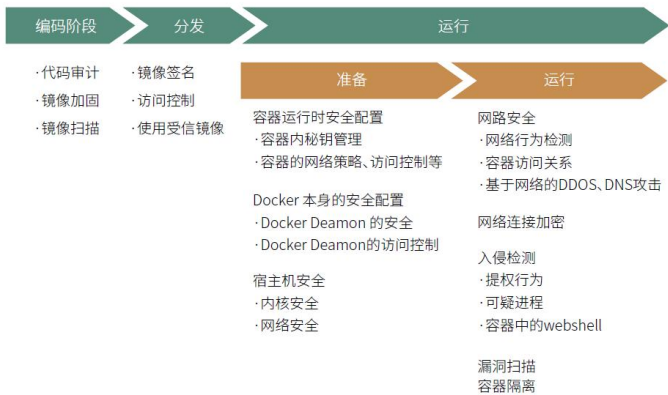 编码阶段
分发
运行
·代码审计
·镜像加固
·镜像扫描
·镜像签名
·访问控制
·使用受信镜像
准备
容器运行时安全配置
·容器内秘钥管理
·容器的网络策略、访问控制等
Docker 本身的安全配置
·Docker Deamon 的安全
·Docker Deamon的访问控制
宿主机安全
·内核安全
·网络安全
运行
网路安全
·网络行为检测
·容器访问关系
·基于网络的DDOS、DNS攻击
网络连接加密
入侵检测
·提权行为
·可疑进程
·容器中的webshell
漏洞扫描
容器隔离